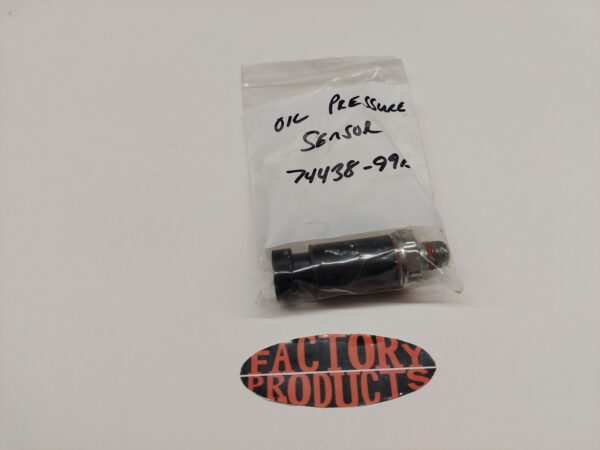 OIL PRESSURE
SENSOR
74438-99A
FACTORY
PRODUCTS